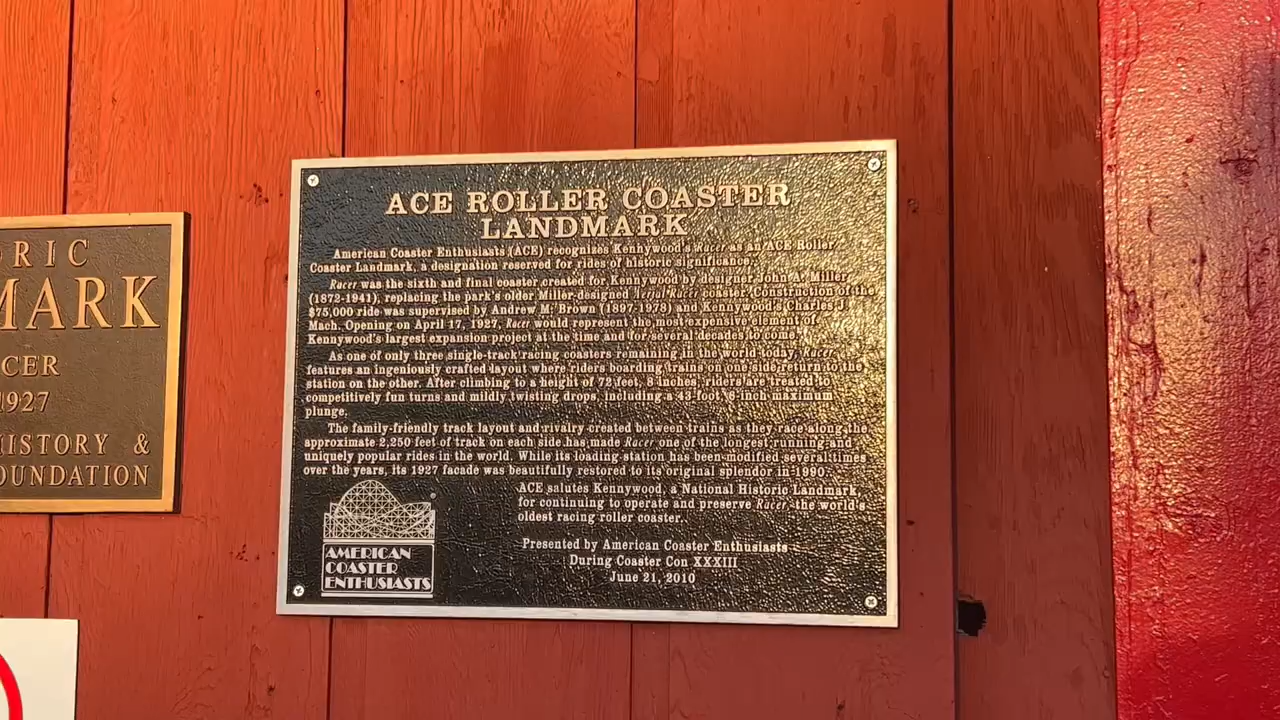 ORIC
MARK
CER
1927
HISTORY &
OUNDATION
ACE ROLLER COASTER
LANDMARK
American Coaster Enthusiasts (ACE) recognizes Kennywood's Racer as an ACE Roller
Coaster Landmark, a designation reserved for rides of historic significance.
Racer was the sixth and final coaster created for Kennywood by designer John A. Miller
(1872-1941), replacing the park's older Miller-designed Aerial Racer coaster. Construction of the
$75,000 ride was supervised by Andrew M. Brown (1897-1978) and Kennywood's Charles J.
Mach. Opening on April 17, 1927, Racer would represent the most expensive element of
Kennywood's largest expansion project at the time and for several decades to come.
As one of only three single-track racing coasters remaining in the world today, Racer
features an ingeniously crafted layout where riders boarding trains on one side return to the
station on the other. After climbing to a height of 72 feet, 8 inches, riders are treated to
competitively fun turns and mildly twisting drops, including a 43-foot, 6-inch maximum
plunge.
The family-friendly track layout and rivalry created between trains as they race along the
approximate 2,250 feet of track on each side has made Racer one of the longest running and
uniquely popular rides in the world. While its loading station has been modified several times
over the years, its 1927 facade was beautifully restored to its original splendor in 1990.
ACE salutes Kennywood, a National Historic Landmark,
for continuing to operate and preserve Racer, the world's
oldest racing roller coaster.
Presented by American Coaster Enthusiasts
During Coaster Con XXXIII
June 21, 2010
AMERICAN
COASTER
ENTHUSIASTS